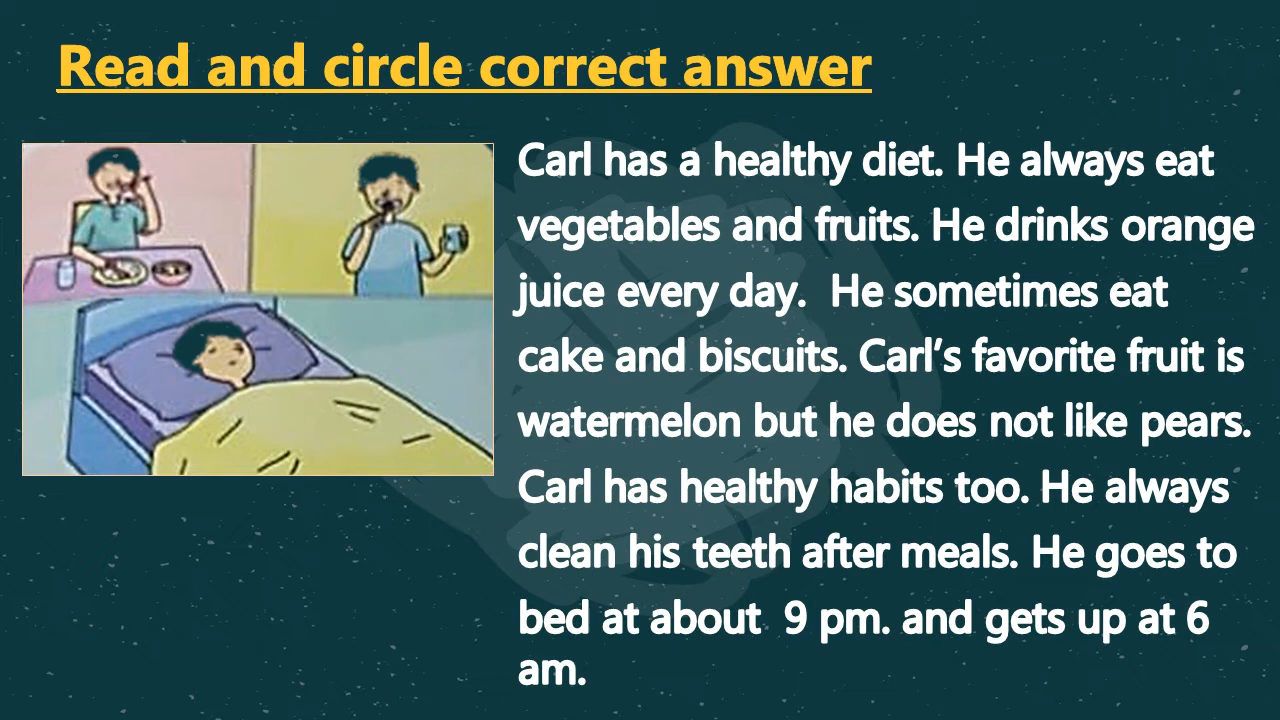 Read and circle correct answer
Carl has a healthy diet. He always eat
vegetables and fruits. He drinks orange
juice every day.  He sometimes eat
cake and biscuits. Carl’s favorite fruit is
watermelon but he does not like pears.
Carl has healthy habits too. He always
clean his teeth after meals. He goes to
bed at about  9 pm. and gets up at 6
am.